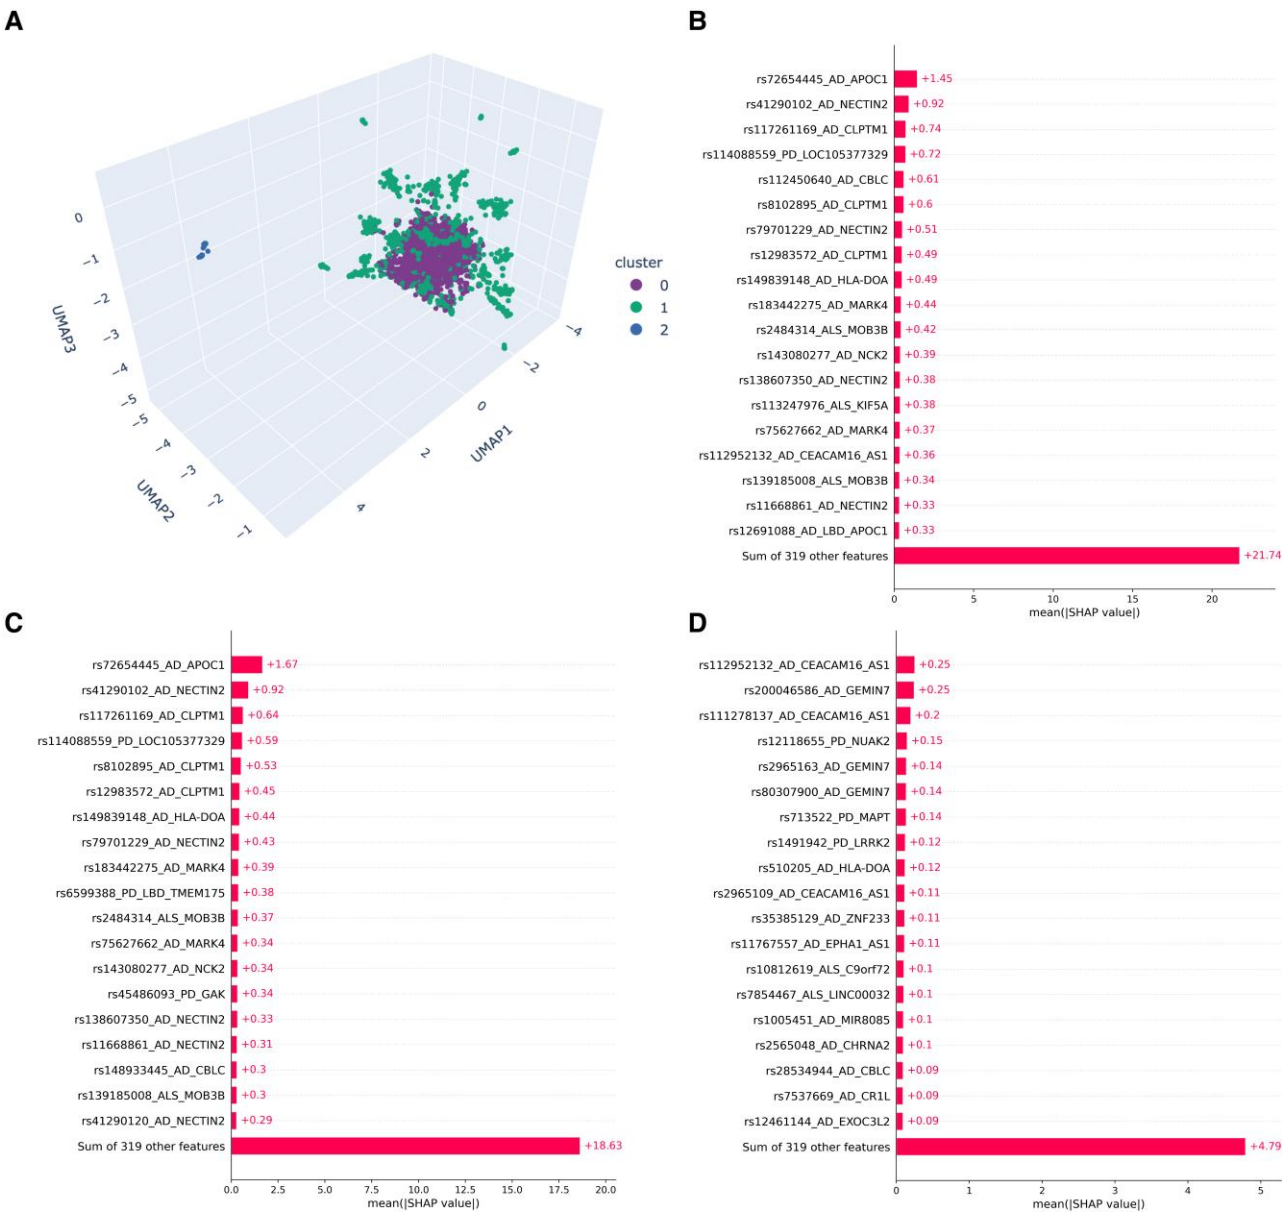 A
0
−1
−2
−3
−4
−5
UMAP3
−5
−4
−3
−2
−1
UMAP2
4
2
0
−2
−4
UMAP1
cluster
0
1
2
B
rs72654445_AD_APOC1 +1.45
rs41290102_AD_NECTIN2 +0.92
rs117261169_AD_CLPTM1 +0.74
rs114088559_PD_LOC105377329 +0.72
rs112450640_AD_CBLC +0.61
rs8102895_AD_CLPTM1 +0.6
rs79701229_AD_NECTIN2 +0.51
rs12983572_AD_CLPTM1 +0.49
rs149839148_AD_HLA-DOA +0.49
rs183442275_AD_MARK4 +0.44
rs2484314_ALS_MOB3B +0.42
rs143080277_AD_NCK2 +0.39
rs138607350_AD_NECTIN2 +0.38
rs113247976_ALS_KIF5A +0.38
rs75627662_AD_MARK4 +0.37
rs112952132_AD_CEACAM16_AS1 +0.36
rs139185008_ALS_MOB3B +0.34
rs11668861_AD_NECTIN2 +0.33
rs12691088_AD_LBD_APOC1 +0.33
Sum of 319 other features +21.74
0 5 10 15 20
mean(|SHAP value|)
C
rs72654445_AD_APOC1 +1.67
rs41290102_AD_NECTIN2 +0.92
rs117261169_AD_CLPTM1 +0.64
rs114088559_PD_LOC105377329 +0.59
rs8102895_AD_CLPTM1 +0.53
rs12983572_AD_CLPTM1 +0.45
rs149839148_AD_HLA-DOA +0.44
rs79701229_AD_NECTIN2 +0.43
rs183442275_AD_MARK4 +0.39
rs6599388_PD_LBD_TMEM175 +0.38
rs2484314_ALS_MOB3B +0.37
rs75627662_AD_MARK4 +0.34
rs143080277_AD_NCK2 +0.34
rs45486093_PD_GAK +0.34
rs138607350_AD_NECTIN2 +0.33
rs11668861_AD_NECTIN2 +0.31
rs148933445_AD_CBLC +0.3
rs139185008_ALS_MOB3B +0.3
rs41290120_AD_NECTIN2 +0.29
Sum of 319 other features +18.63
0.0 2.5 5.0 7.5 10.0 12.5 15.0 17.5 20.0
mean(|SHAP value|)
D
rs112952132_AD_CEACAM16_AS1 +0.25
rs200046586_AD_GEMIN7 +0.25
rs111278137_AD_CEACAM16_AS1 +0.2
rs12118655_PD_NUAK2 +0.15
rs2965163_AD_GEMIN7 +0.14
rs80307900_AD_GEMIN7 +0.14
rs713522_PD_MAPT +0.14
rs1491942_PD_LRRK2 +0.12
rs510205_AD_HLA-DOA +0.12
rs2965109_AD_CEACAM16_AS1 +0.11
rs35385129_AD_ZNF233 +0.11
rs11767557_AD_EPHA1_AS1 +0.11
rs10812619_ALS_C9orf72 +0.1
rs7854467_ALS_LINC00032 +0.1
rs1005451_AD_MIR8085 +0.1
rs2565048_AD_CHRNA2 +0.1
rs28534944_AD_CBLC +0.09
rs7537669_AD_CR1L +0.09
rs12461144_AD_EXOC3L2 +0.09
Sum of 319 other features +4.79
0 1 2 3 4 5
mean(|SHAP value|)